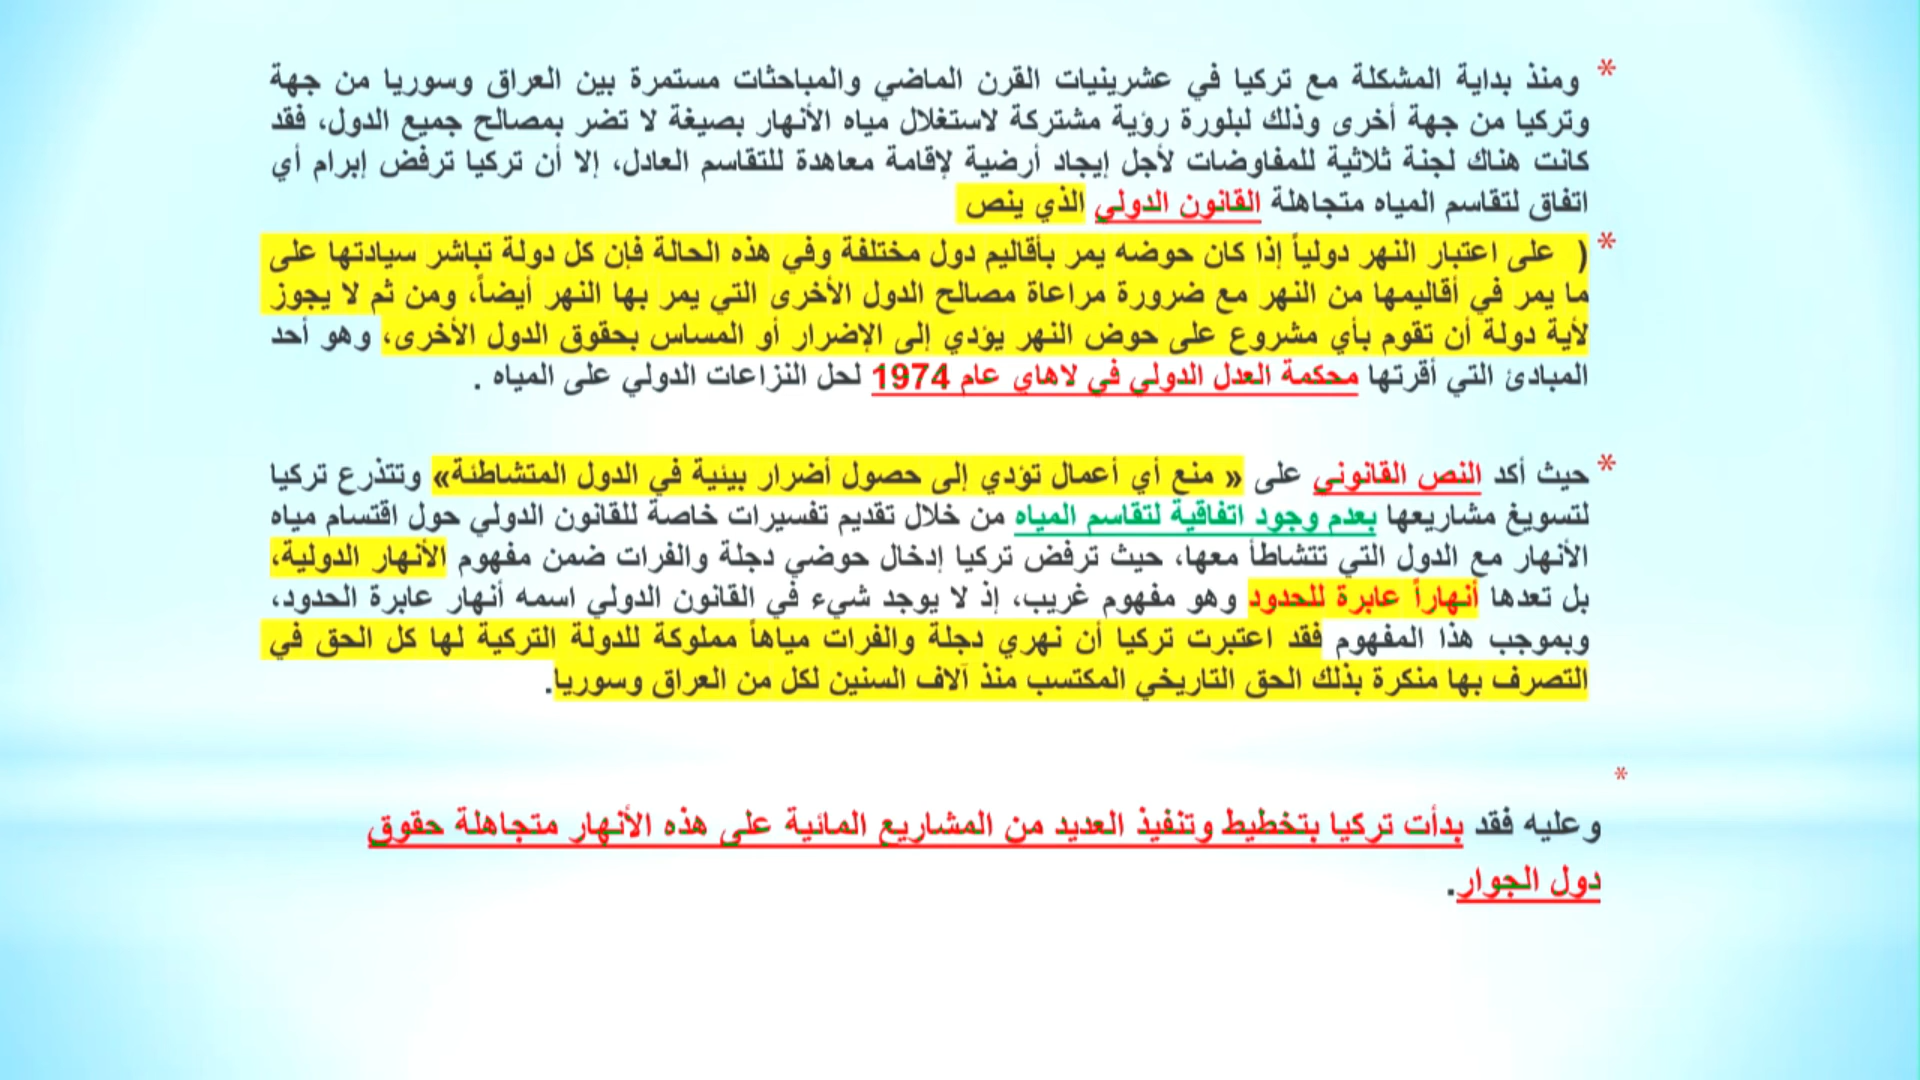 * ومنذ بداية المشكلة مع تركيا في عشرينيات القرن الماضي والمباحثات مستمرة بين العراق وسوريا من جهة
وتركيا من جهة أخرى وذلك لبلورة رؤية مشتركة لاستغلال مياه الأنهار بصيغة لا تضر بمصالح جميع الدول، فقد
كانت هناك لجنة ثلاثية للمفاوضات لأجل إيجاد أرضية لإقامة معاهدة للتقاسم العادل، إلا أن تركيا ترفض إبرام أي
اتفاق لتقاسم المياه متجاهلة القانون الدولي الذي ينص
* ( على اعتبار النهر دولياً إذا كان حوضه يمر بأقاليم دول مختلفة وفي هذه الحالة فإن كل دولة تباشر سيادتها على
ما يمر في أقاليمها من النهر مع ضرورة مراعاة مصالح الدول الأخرى التي يمر بها النهر أيضاً، ومن ثم لا يجوز
لأية دولة أن تقوم بأي مشروع على حوض النهر يؤدي إلى الإضرار أو المساس بحقوق الدول الأخرى، وهو أحد
المبادئ التي أقرتها محكمة العدل الدولي في لاهاي عام 1974 لحل النزاعات الدولي على المياه .
* حيث أكد النص القانوني على « منع أي أعمال تؤدي إلى حصول أضرار بيئية في الدول المتشاطئة» وتتذرع تركيا
لتسويغ مشاريعها بعدم وجود اتفاقية لتقاسم المياه من خلال تقديم تفسيرات خاصة للقانون الدولي حول اقتسام مياه
الأنهار مع الدول التي تتشاطأ معها، حيث ترفض تركيا إدخال حوضي دجلة والفرات ضمن مفهوم الأنهار الدولية،
بل تعدها أنهاراً عابرة للحدود وهو مفهوم غريب، إذ لا يوجد شيء في القانون الدولي اسمه أنهار عابرة الحدود،
وبموجب هذا المفهوم فقد اعتبرت تركيا أن نهري دجلة والفرات مياهاً مملوكة للدولة التركية لها كل الحق في
التصرف بها منكرة بذلك الحق التاريخي المكتسب منذ آلاف السنين لكل من العراق وسوريا.
*
وعليه فقد بدأت تركيا بتخطيط وتنفيذ العديد من المشاريع المائية على هذه الأنهار متجاهلة حقوق
دول الجوار.